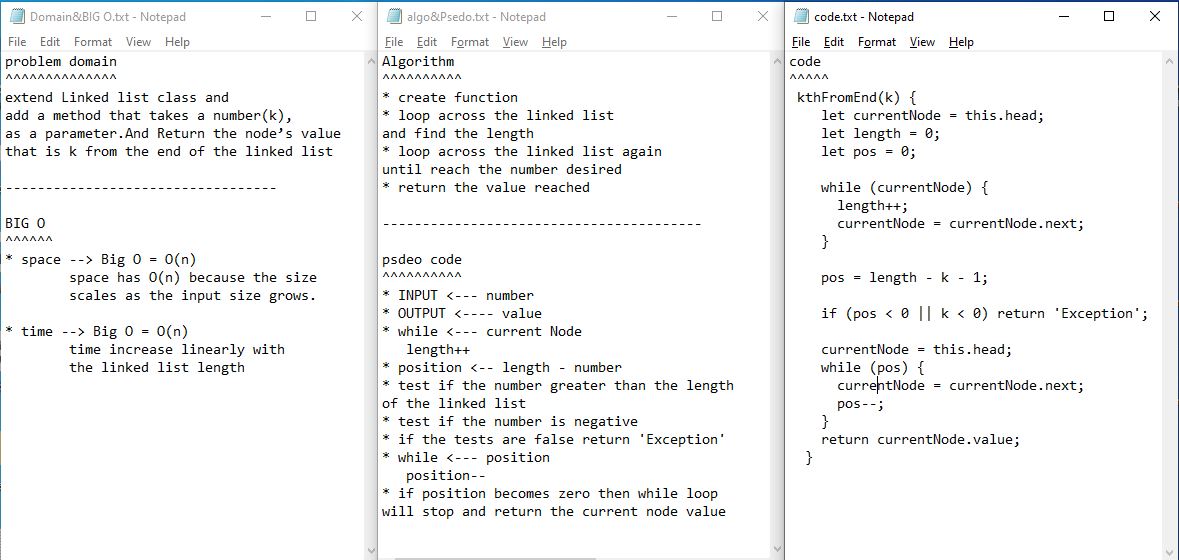 Domain&BIG O.txt - Notepad
File Edit Format View Help
problem domain
^^^^^^^^^^^^^^
extend Linked list class and
add a method that takes a number(k),
as a parameter.And Return the node’s value
that is k from the end of the linked list
----------------------------------
BIG O
^^^^^^
* space --> Big O = O(n)
space has O(n) because the size
scales as the input size grows.
* time --> Big O = O(n)
time increase linearly with
the linked list length
algo&Psedo.txt - Notepad
File Edit Format View Help
Algorithm
^^^^^^^^^^
* create function
* loop across the linked list
and find the length
* loop across the linked list again
until reach the number desired
* return the value reached
----------------------------------------
psdeo code
^^^^^^^^^^
* INPUT <--- number
* OUTPUT <---- value
* while <--- current Node
length++
* position <-- length - number
* test if the number greater than the length
of the linked list
* test if the number is negative
* if the tests are false return 'Exception'
* while <--- position
position--
* if position becomes zero then while loop
will stop and return the current node value
code.txt - Notepad
File Edit Format View Help
code
^^^^^
kthFromEnd(k) {
let currentNode = this.head;
let length = 0;
let pos = 0;
while (currentNode) {
length++;
currentNode = currentNode.next;
}
pos = length - k - 1;
if (pos < 0 || k < 0) return 'Exception';
currentNode = this.head;
while (pos) {
currentNode = currentNode.next;
pos--;
}
return currentNode.value;
}